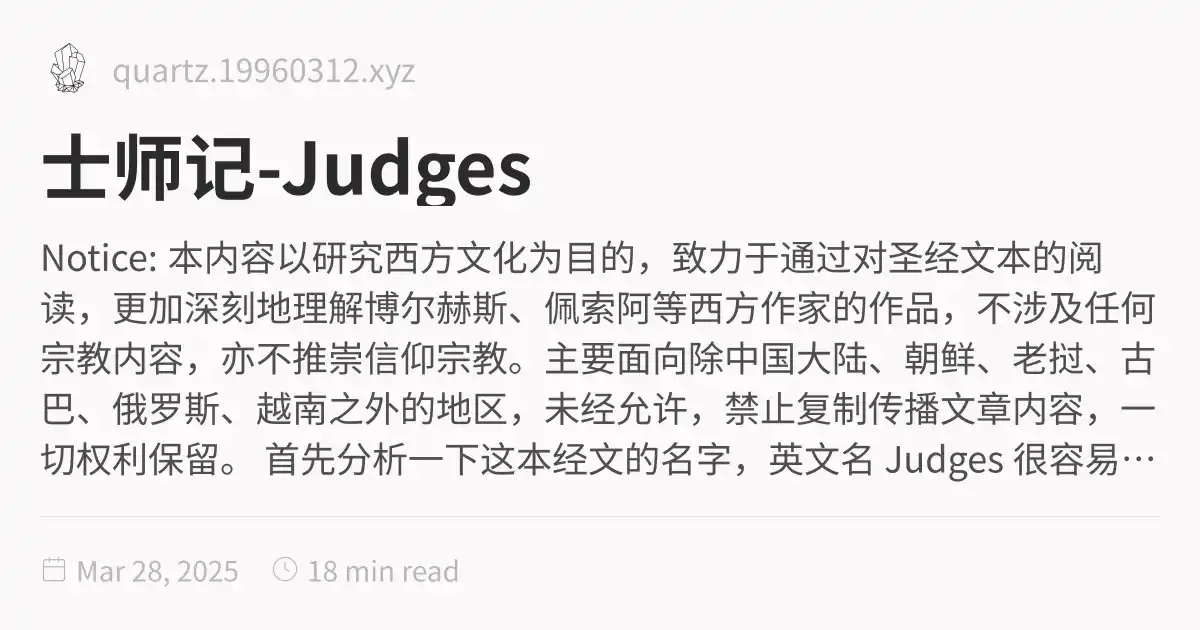 quartz.19960312.xyz
士师记-Judges
Notice: 本内容以研究西方文化为目的，致力于通过对圣经文本的阅
读，更加深刻地理解博尔赫斯、佩索阿等西方作家的作品，不涉及任何
宗教内容，亦不推崇信仰宗教。主要面向除中国大陆、朝鲜、老挝、古
巴、俄罗斯、越南之外的地区，未经允许，禁止复制传播文章内容，一
切权利保留。 首先分析一下这本经文的名字，英文名 Judges 很容易…
Mar 28, 2025 18 min read